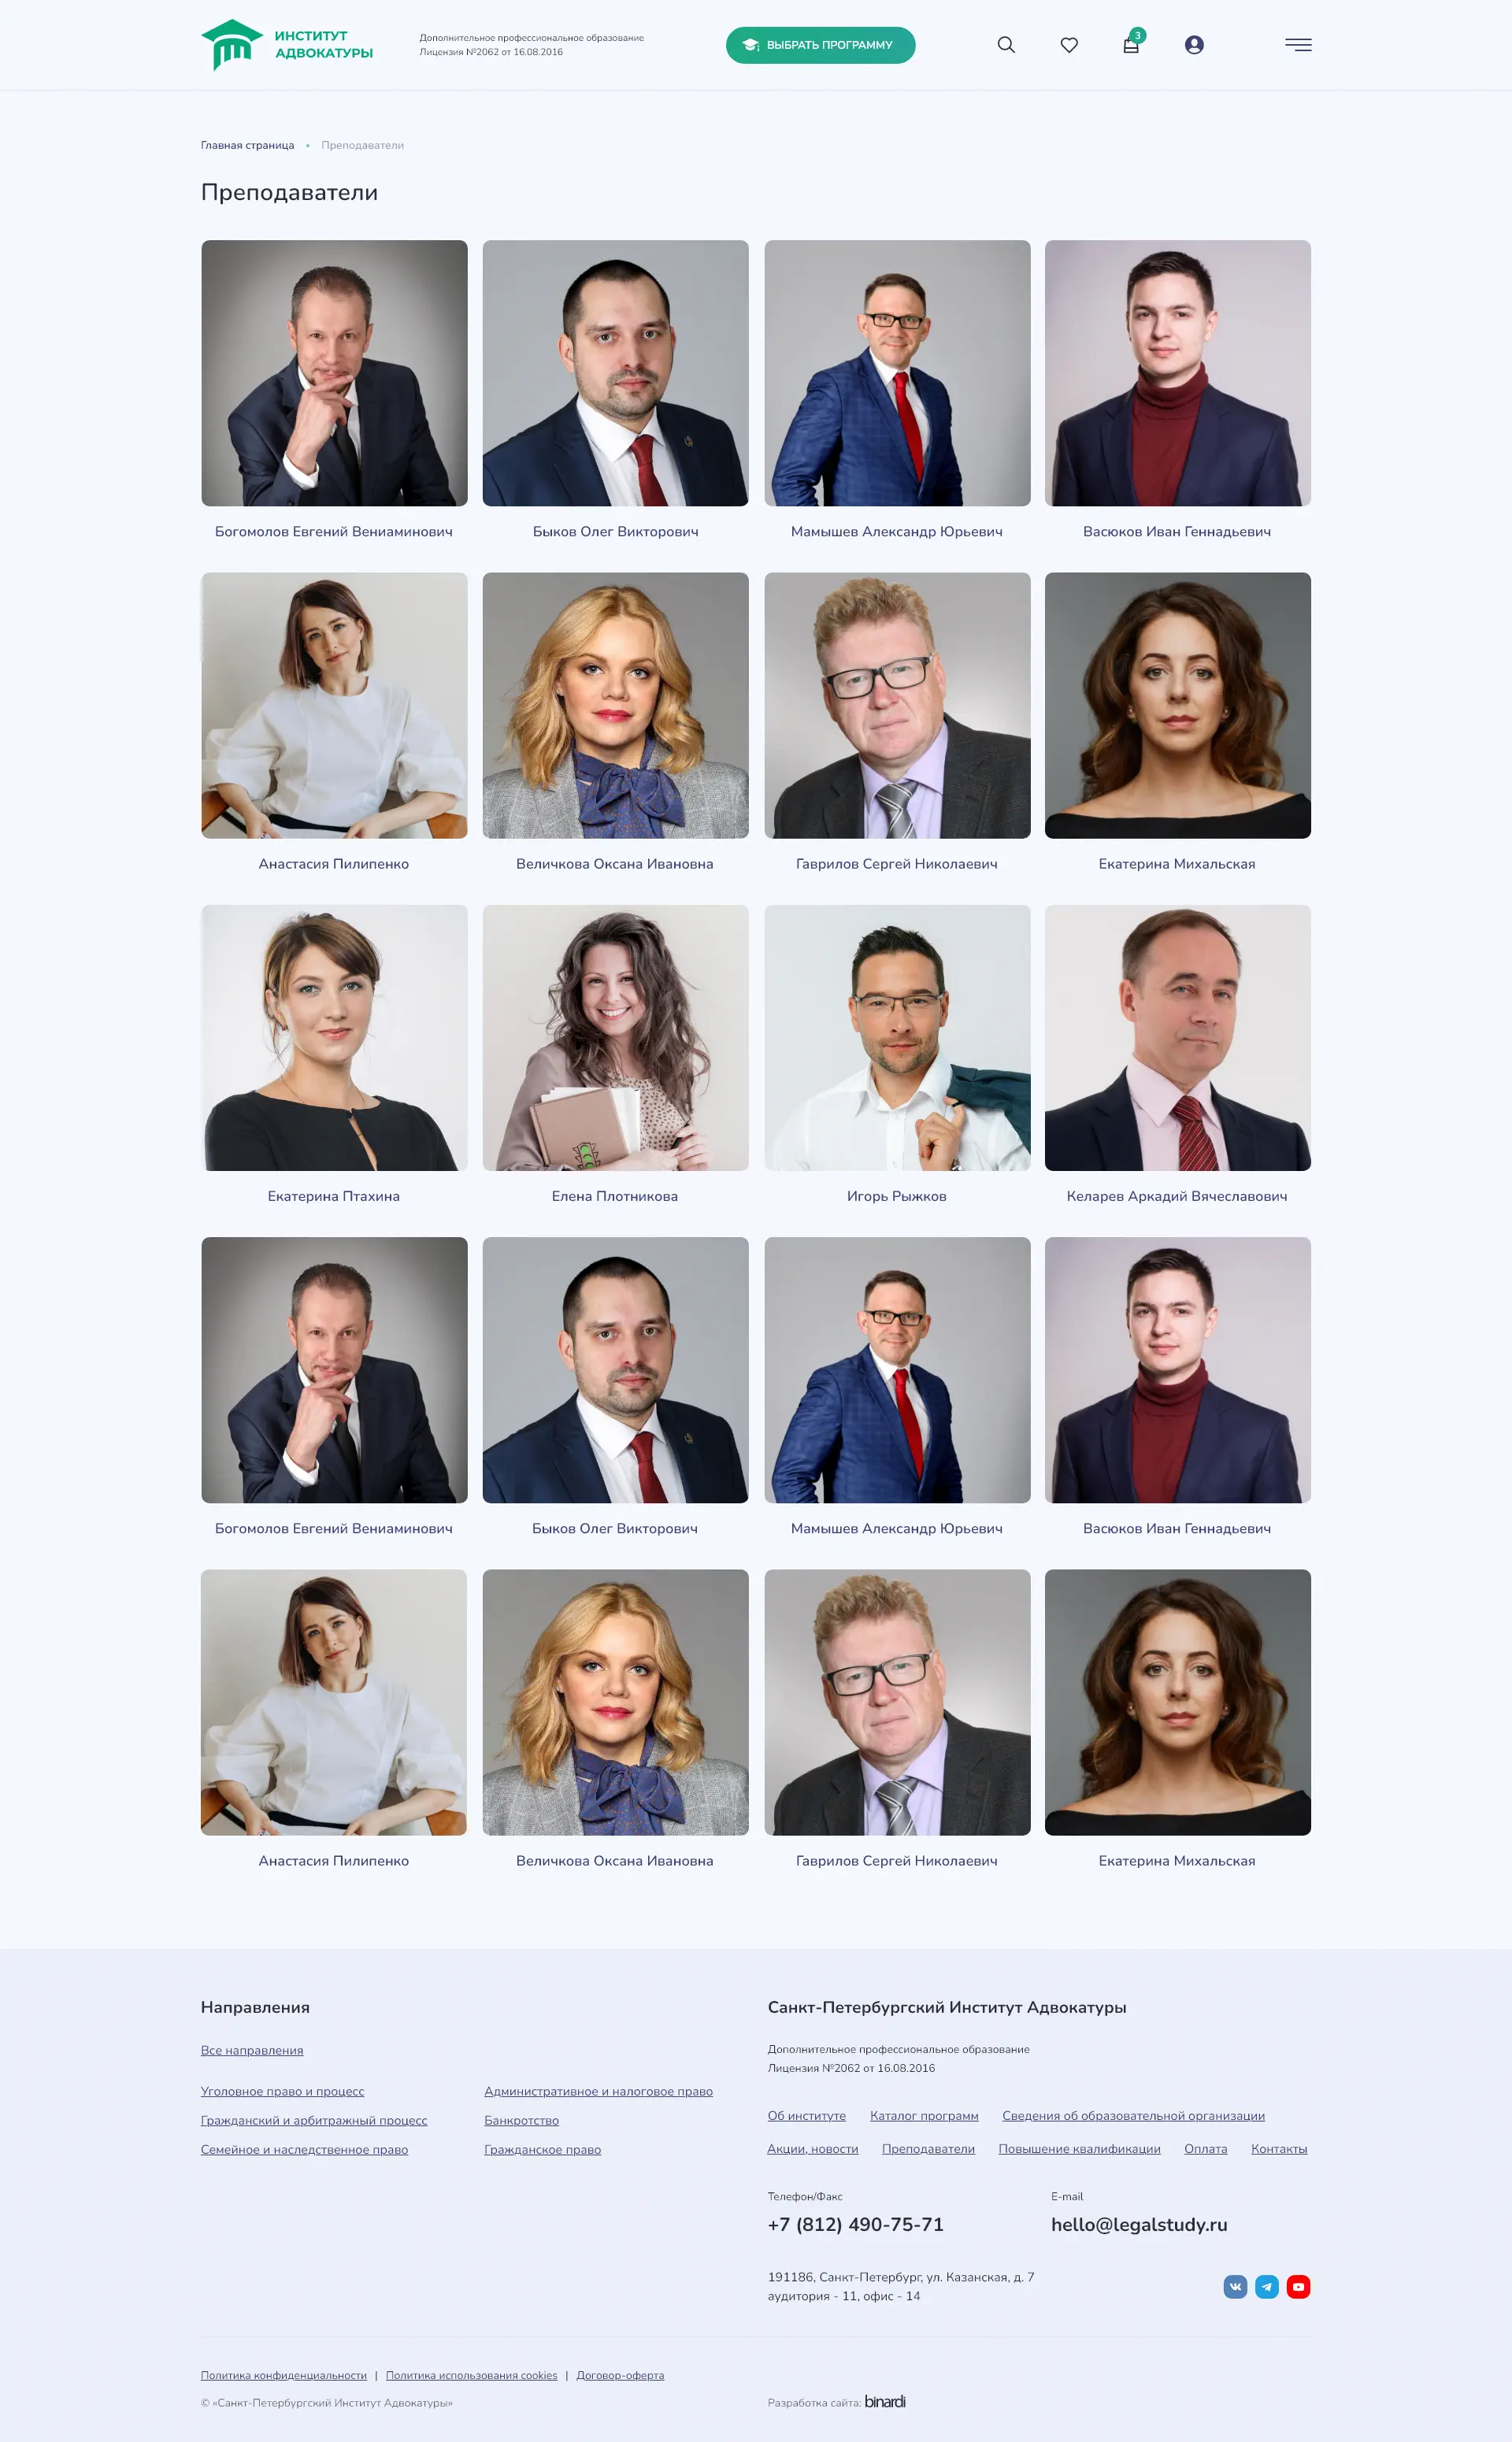 ИНСТИТУТ
АДВОКАТУРЫ
Дополнительное профессиональное образование
Лицензия №2062 от 16.08.2016
ВЫБРАТЬ ПРОГРАММУ
3
Главная страница • Преподаватели
Преподаватели
Богомолов Евгений Вениаминович
Быков Олег Викторович
Мамышев Александр Юрьевич
Васюков Иван Геннадьевич
Анастасия Пилипенко
Величкова Оксана Ивановна
Гаврилов Сергей Николаевич
Екатерина Михальская
Екатерина Птахина
Елена Плотникова
Игорь Рыжков
Келарев Аркадий Вячеславович
Богомолов Евгений Вениаминович
Быков Олег Викторович
Мамышев Александр Юрьевич
Васюков Иван Геннадьевич
Анастасия Пилипенко
Величкова Оксана Ивановна
Гаврилов Сергей Николаевич
Екатерина Михальская
Направления
Все направления
Уголовное право и процесс
Гражданский и арбитражный процесс
Семейное и наследственное право
Административное и налоговое право
Банкротство
Гражданское право
Санкт-Петербургский Институт Адвокатуры
Дополнительное профессиональное образование
Лицензия №2062 от 16.08.2016
Об институте Каталог программ Сведения об образовательной организации
Акции, новости Преподаватели Повышение квалификации Оплата Контакты
Телефон/Факс
+7 (812) 490-75-71
E-mail
hello@legalstudy.ru
191186, Санкт-Петербург, ул. Казанская, д. 7
аудитория - 11, офис - 14
Политика конфиденциальности | Политика использования cookies | Договор-оферта
© «Санкт-Петербургский Институт Адвокатуры»
Разработка сайта: binardi